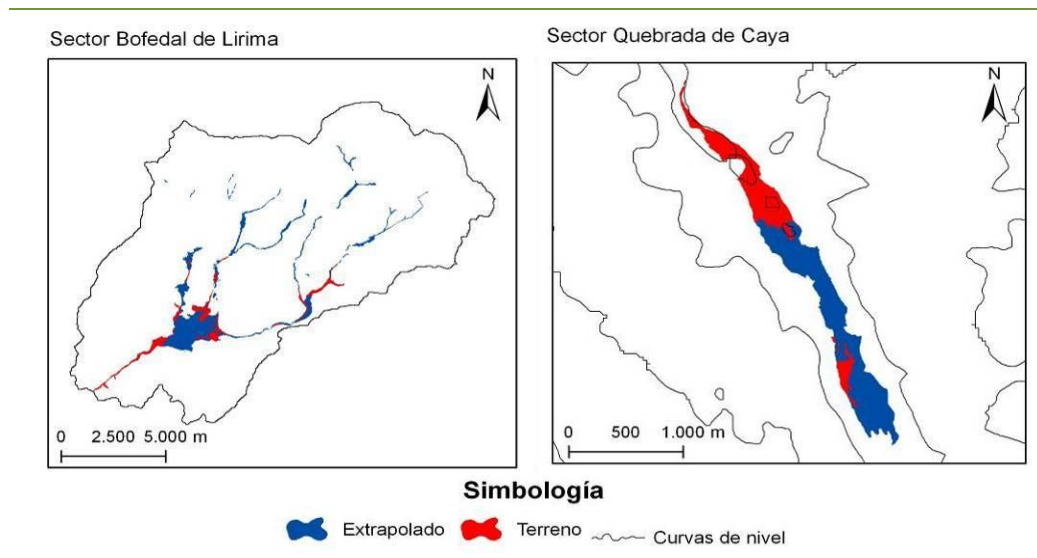 Sector Bofedal de Lirima
Sector Quebrada de Caya
N
N
0 2.500 5.000 m
0 500 1.000 m
Simbología
Extrapolado Terreno Curvas de nivel